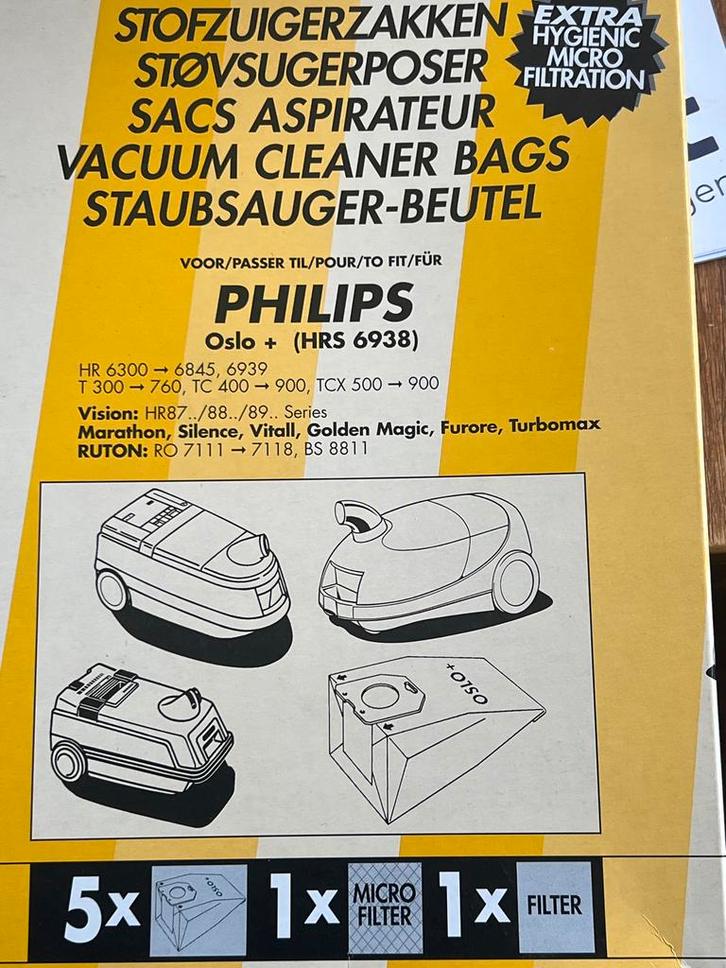 STOFZUIGERZAKKEN
STØVSUGERPOSER
SACS ASPIRATEUR
VACUUM CLEANER BAGS
STAUBSAUGER-BEUTEL
EXTRA
HYGIENIC
MICRO
FILTRATION
VOOR/PASSER TIL/POUR/TO FIT/FÜR
PHILIPS
Oslo + (HRS 6938)
HR 6300 → 6845, 6939
T 300 → 760, TC 400 → 900, TCX 500 → 900
Vision: HR87../88../89.. Series
Marathon, Silence, Vitall, Golden Magic, Furore, Turbomax
RUTON: RO 7111 → 7118, BS 8811
OSLO+
5x
OSLO+
1x
MICRO
FILTER
1x
FILTER